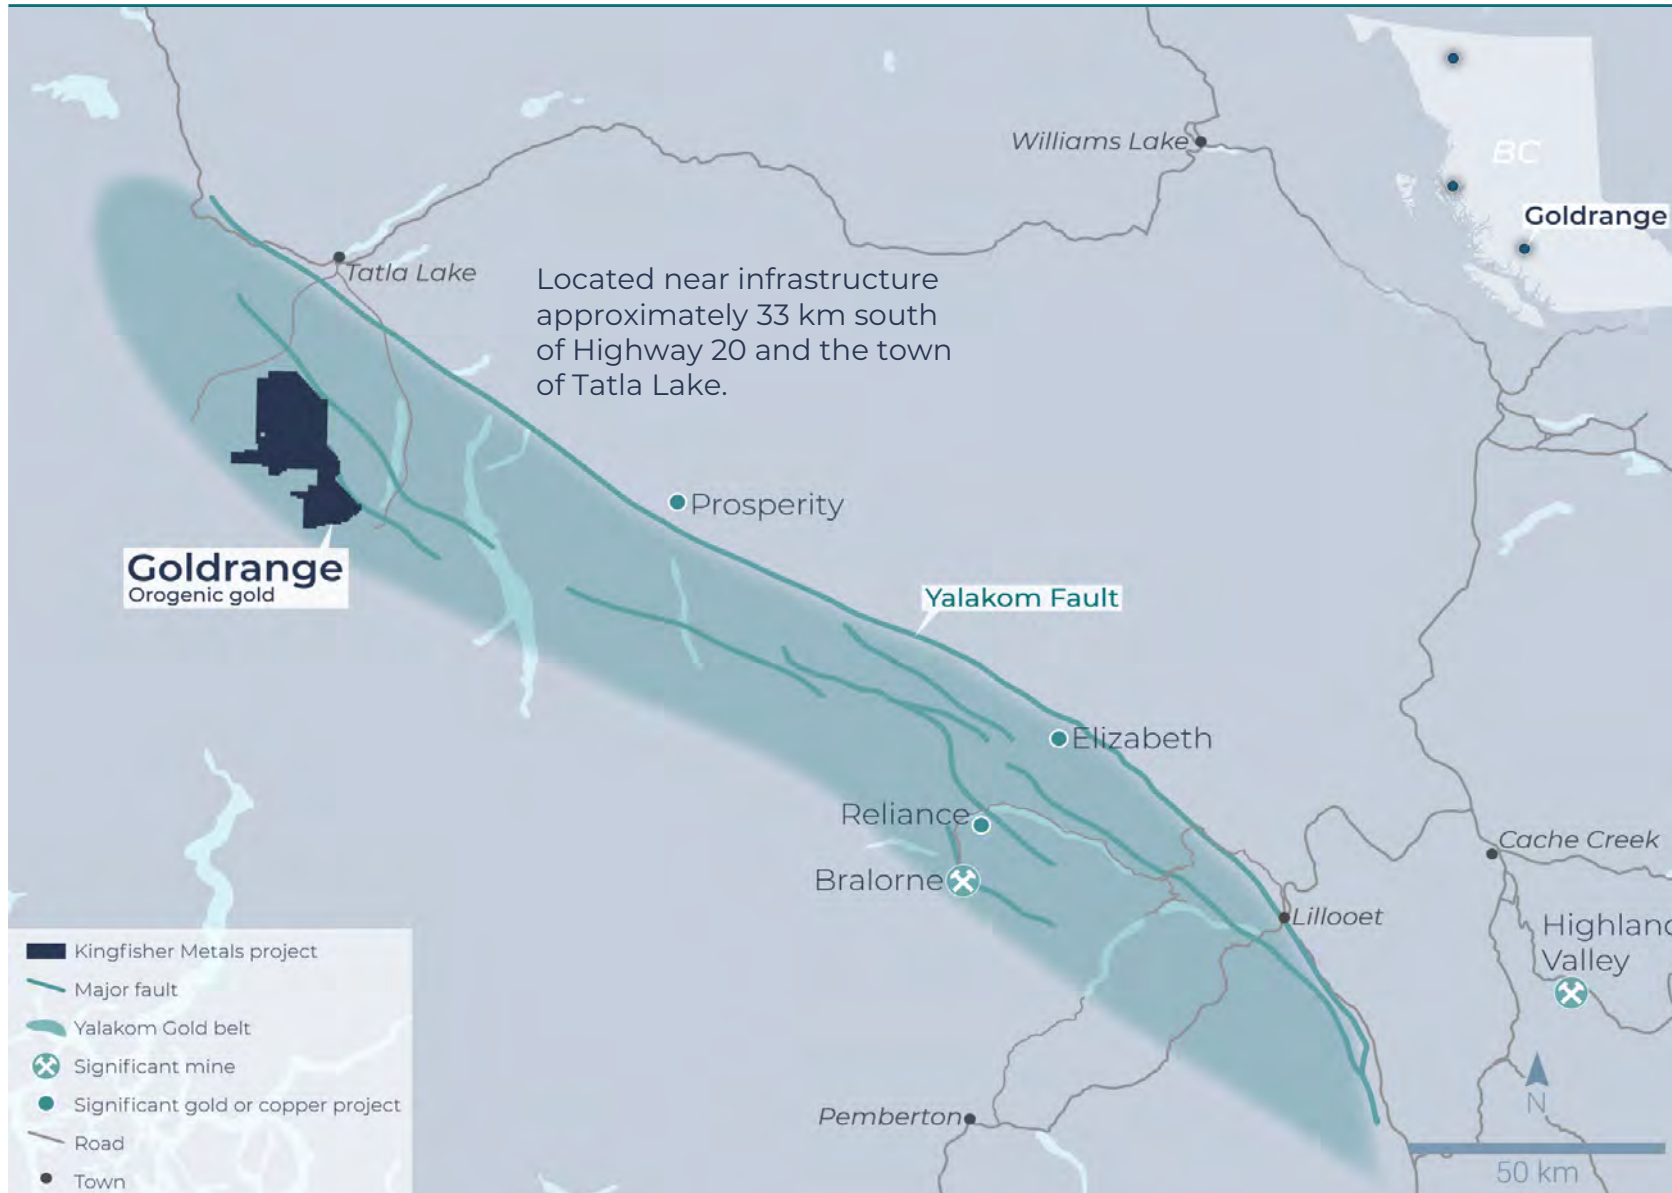 Williams Lake
BC
Goldrange
Tatla Lake
Located near infrastructure
approximately 33 km south
of Highway 20 and the town
of Tatla Lake.
Prosperity
Goldrange
Orogenic gold
Yalakom Fault
Elizabeth
Reliance
Bralorne
Cache Creek
Lillooet
Highland
Valley
Pemberton
Kingfisher Metals project
Major fault
Yalakom Gold belt
Significant mine
Significant gold or copper project
Road
Town
N
50 km